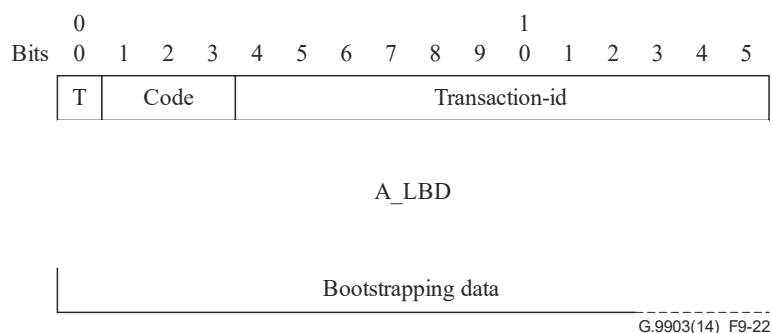 0 1
Bits 0 1 2 3 4 5 6 7 8 9 0 1 2 3 4 5
T Code Transaction-id
A_LBD
Bootstrapping data
G.9903(14)_F9-22